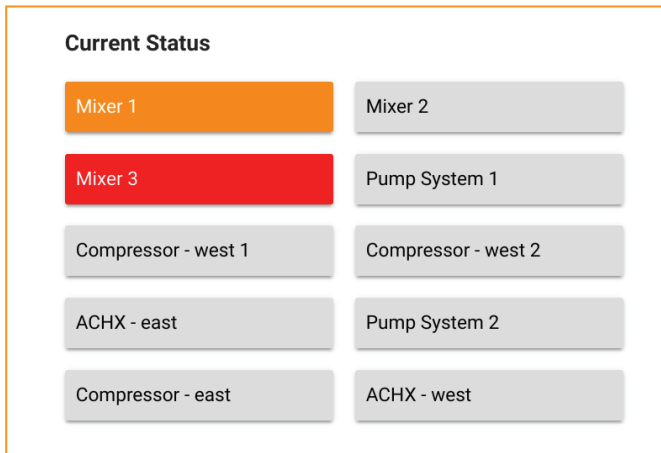 Current Status
Mixer 1
Mixer 2
Mixer 3
Pump System 1
Compressor - west 1
Compressor - west 2
ACHX - east
Pump System 2
Compressor - east
ACHX - west